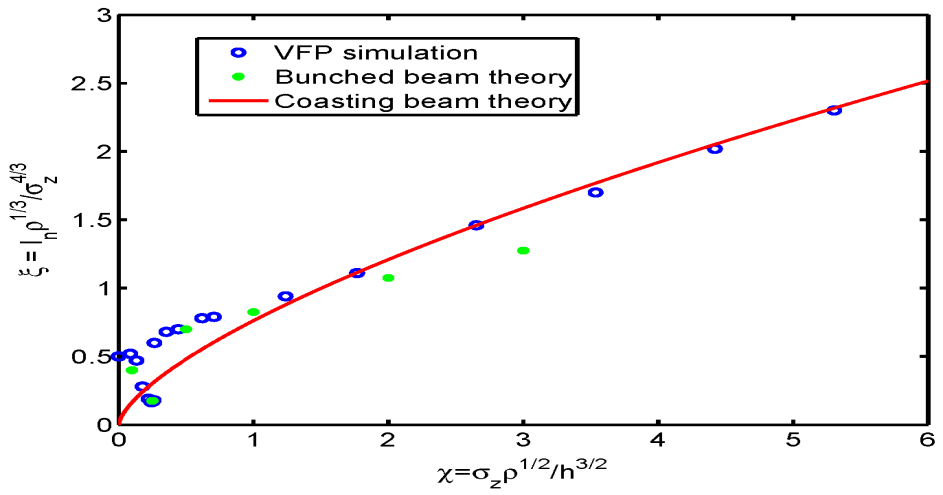 3
2.5
2
1.5
1
0.5
0
0
1
2
3
4
5
6
VFP simulation
Bunched beam theory
Coasting beam theory
ξ = Iₙρ^{1/3}/σ_z^{4/3}
χ=σ_zρ^{1/2}/h^{3/2}